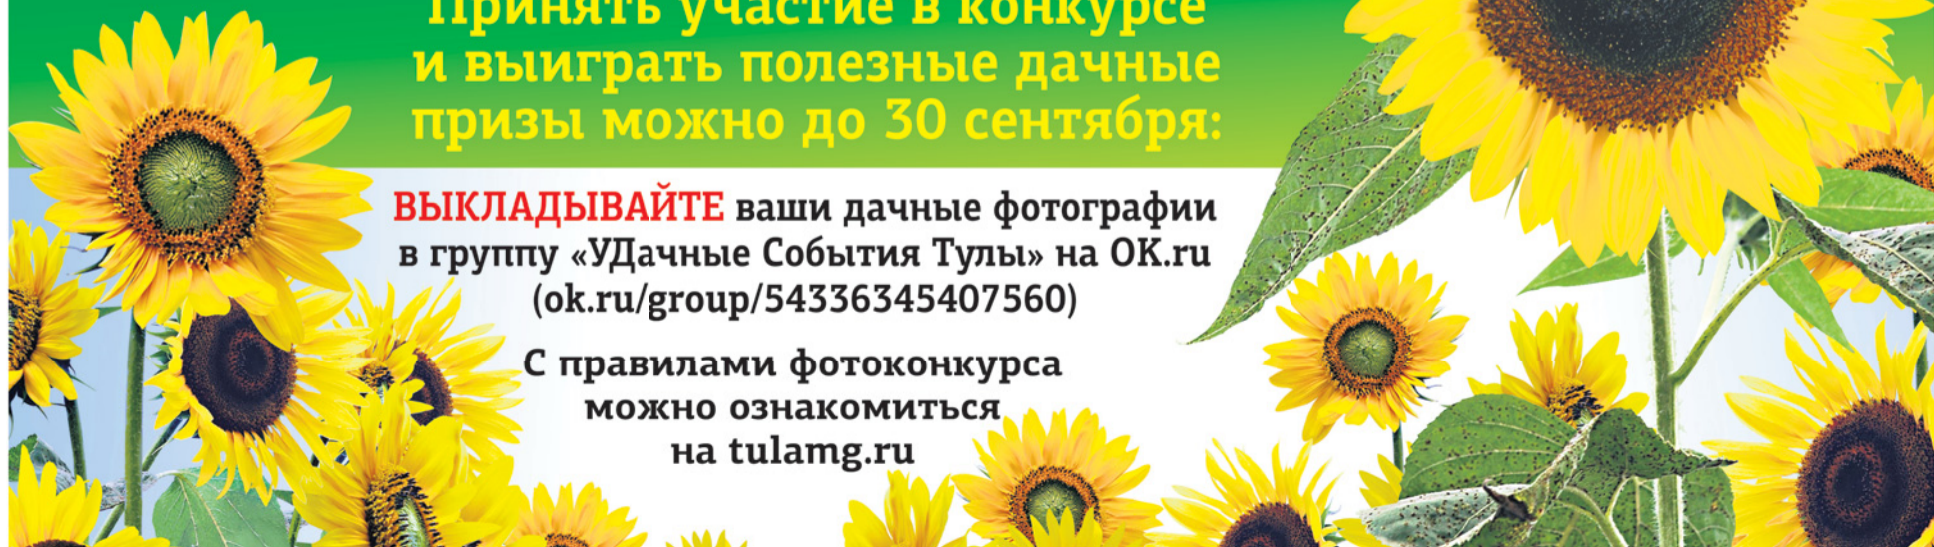 Принять участие в конкурсе
и выиграть полезные дачные
призы можно до 30 сентября:
ВЫКЛАДЫВАЙТЕ ваши дачные фотографии
в группу «УДачные События Тулы» на OK.ru
(ok.ru/group/54336345407560)
С правилами фотоконкурса
можно ознакомиться
на tulamg.ru